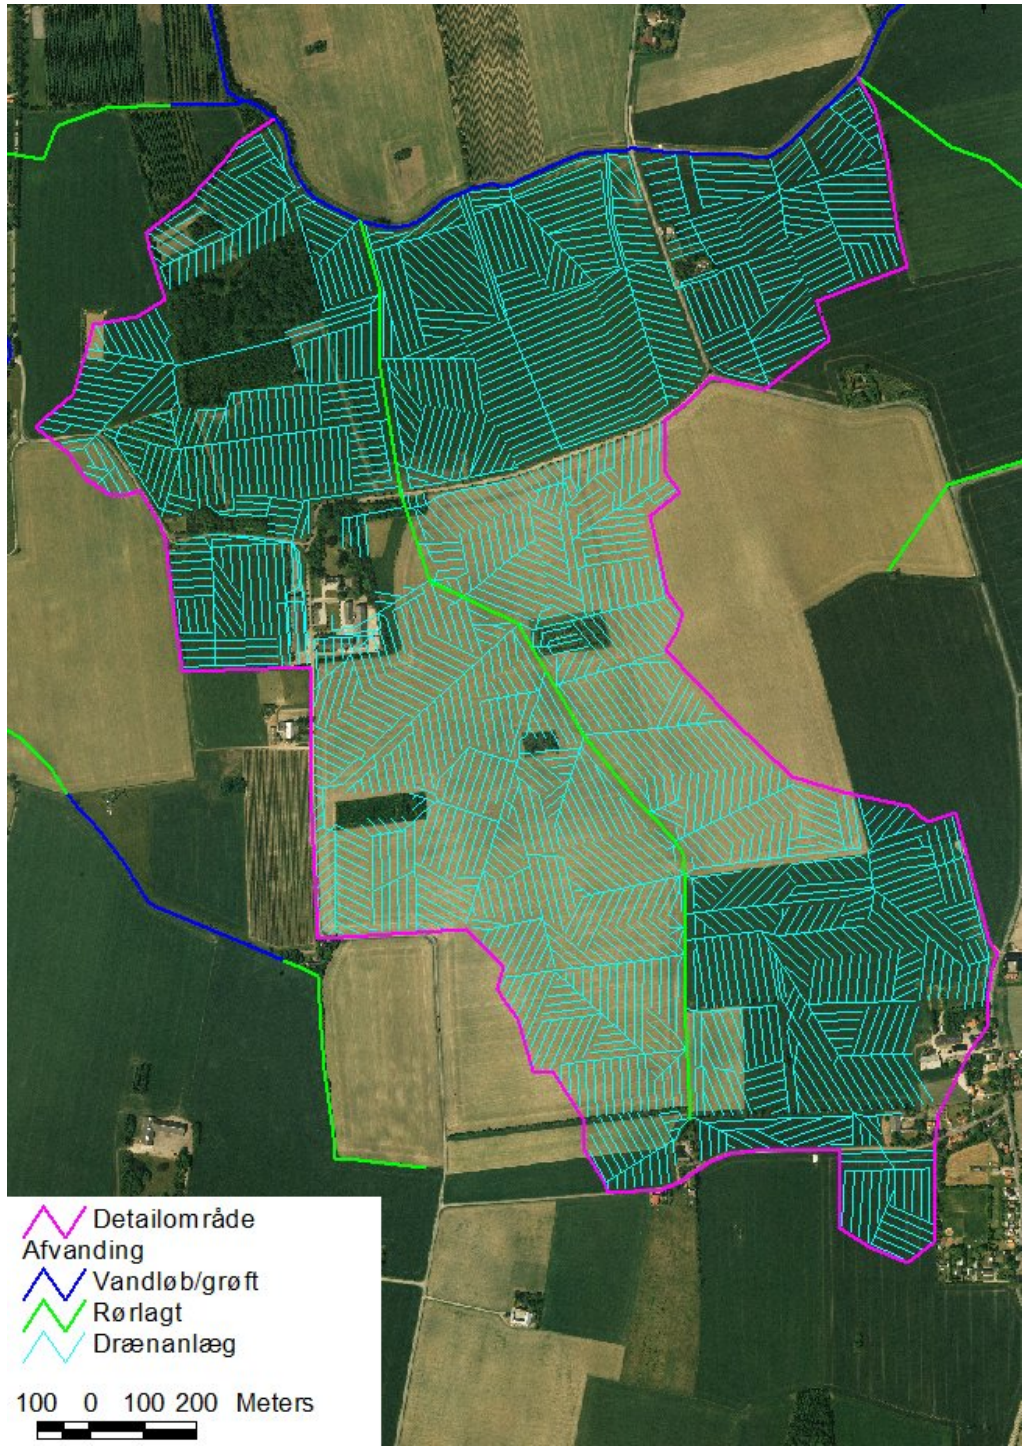 Detailområde
Afvanding
Vandløb/grøft
Rørlagt
Drænanlæg
100 0 100 200 Meters